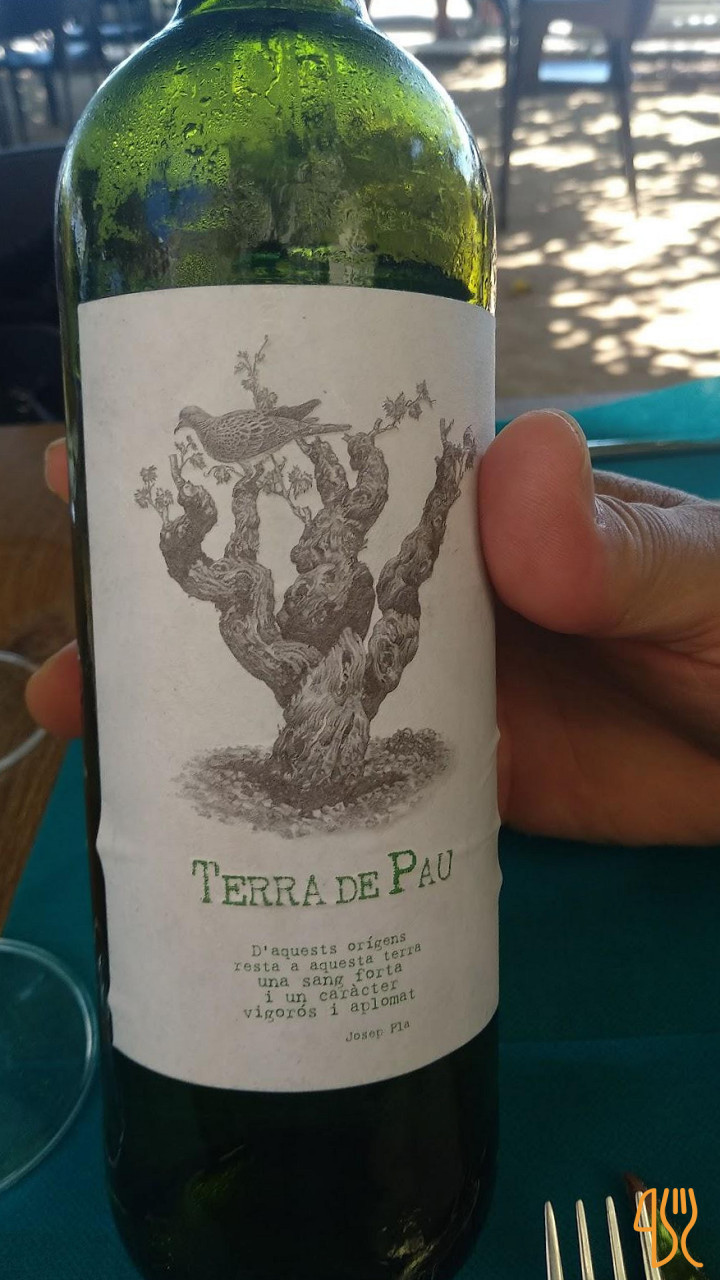 TERRA DE PAU
D'aquests orígens
resta a aquesta terra
una sang forta
i un caràcter
vigorós i aplomat
Josep Pla